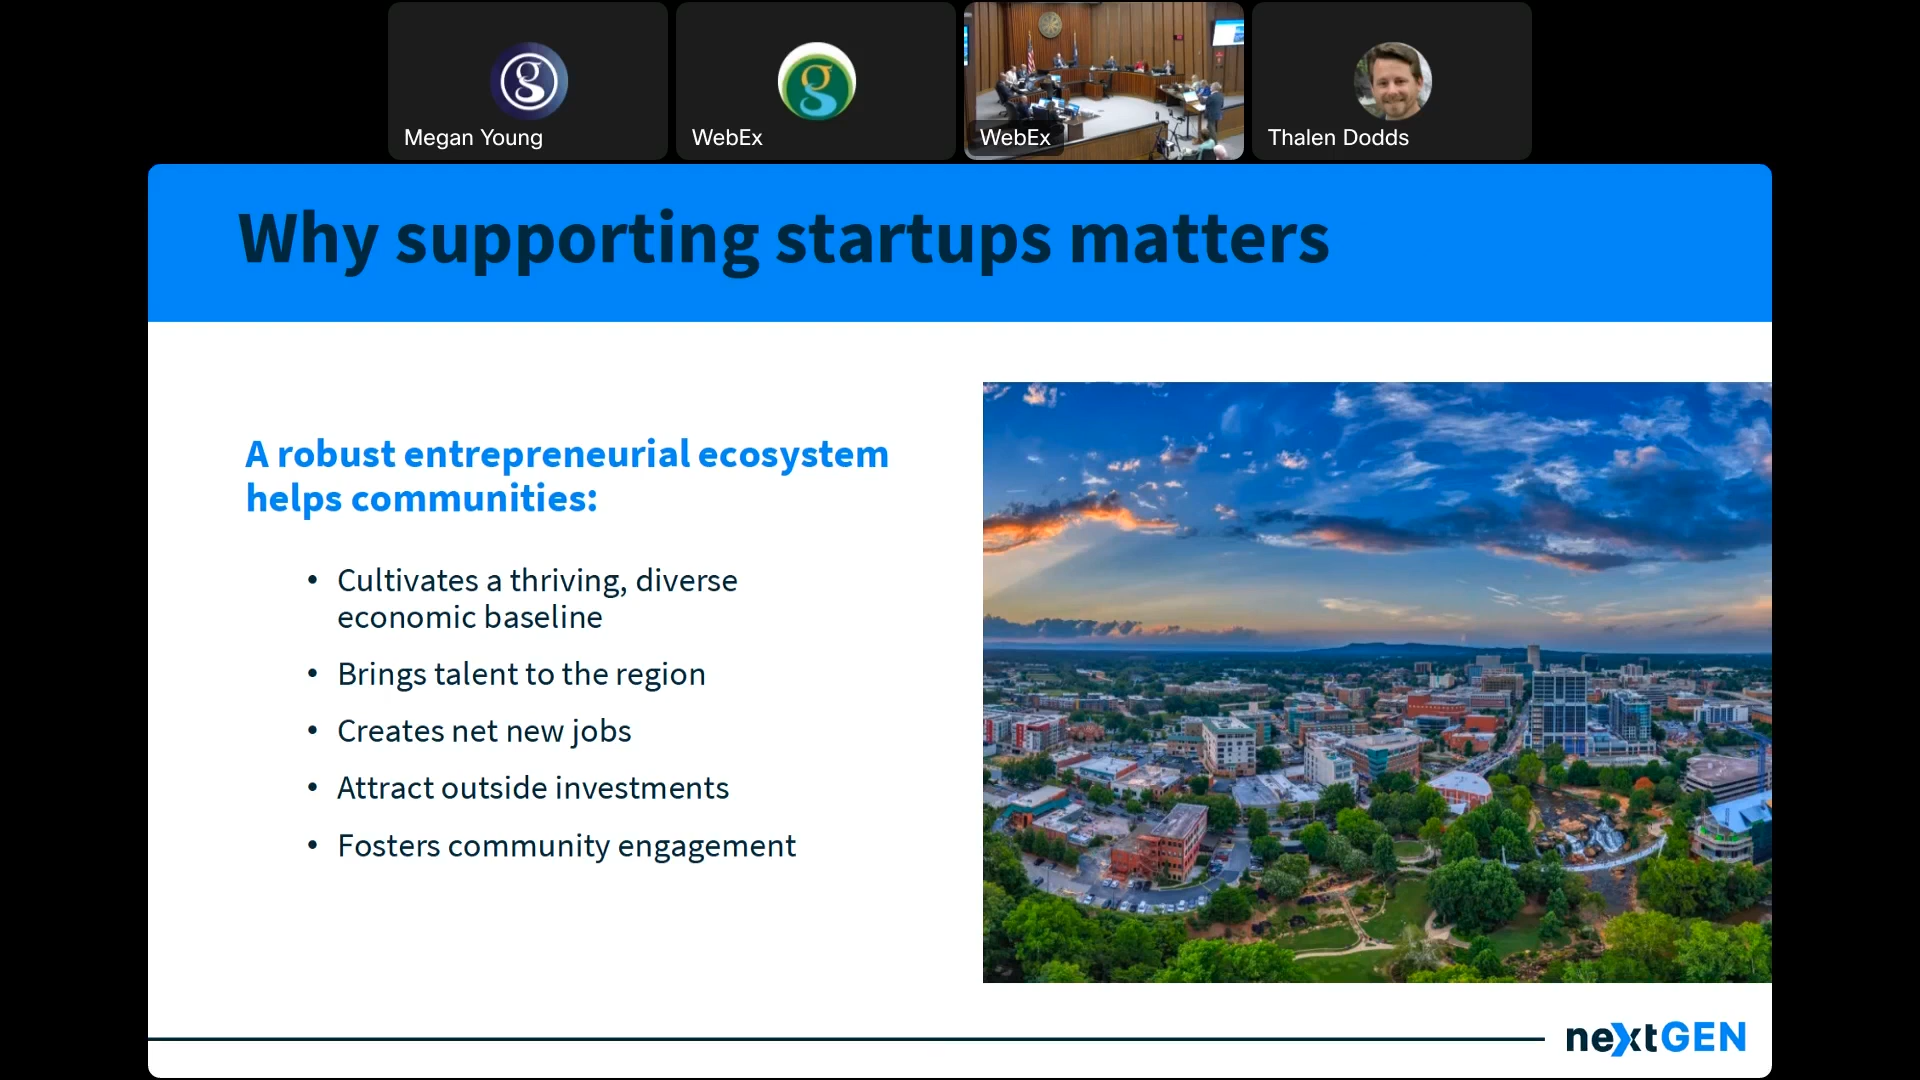 g
Megan Young
g
WebEx
WebEx
Thalen Dodds
Why supporting startups matters
A robust entrepreneurial ecosystem
helps communities:
• Cultivates a thriving, diverse
economic baseline
• Brings talent to the region
• Creates net new jobs
• Attract outside investments
• Fosters community engagement
nextGEN